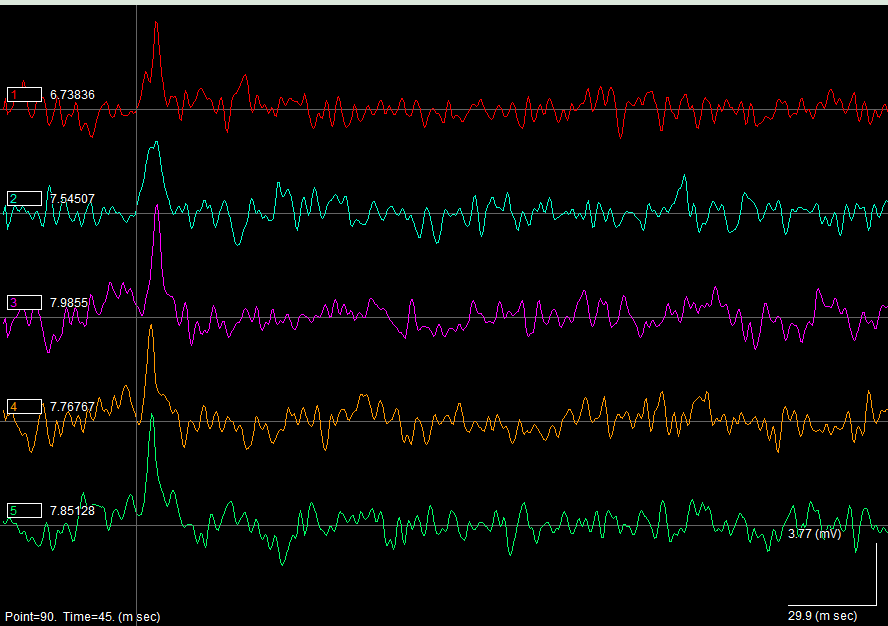 1 6.73836
2 7.54507
3 7.9855
4 7.76767
5 7.85128
3.77 (mV)
29.9 (m sec)
Point=90. Time=45. (m sec)